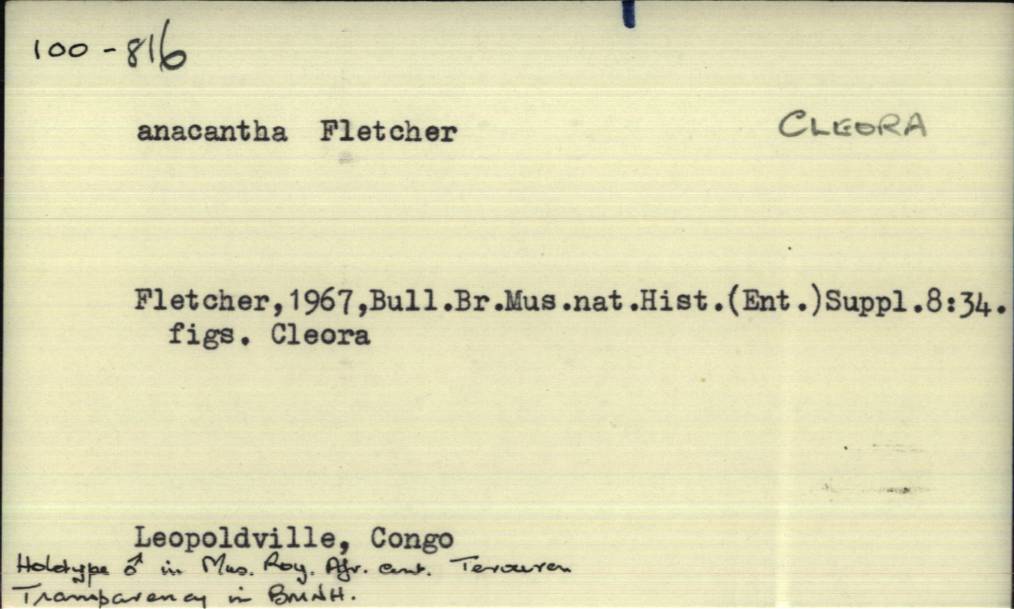 100-816
anacantha Fletcher CLEORA
Fletcher,1967,Bull.Br.Mus.nat.Hist.(Ent.)Suppl.8:34.
figs. Cleora
Leopoldville, Congo
Holotype ♂ in Mus. Roy. Afr. cent. Tervuren
Transparency in BMNH.